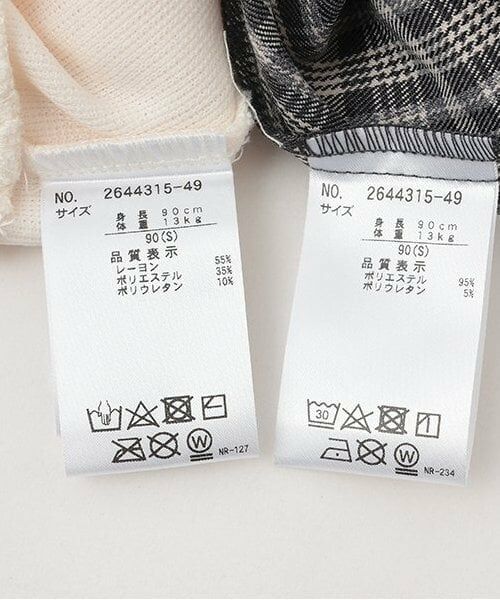 NO. 2644315-49
サイズ
身長 90cm
体重 13kg
90(S)
品質表示
レーヨン 55%
ポリエステル 35%
ポリウレタン 10%
W
NR-127
NO. 2644315-49
サイズ
身長 90cm
体重 13kg
90(S)
品質表示
ポリエステル 95%
ポリウレタン 5%
30
W
NR-234